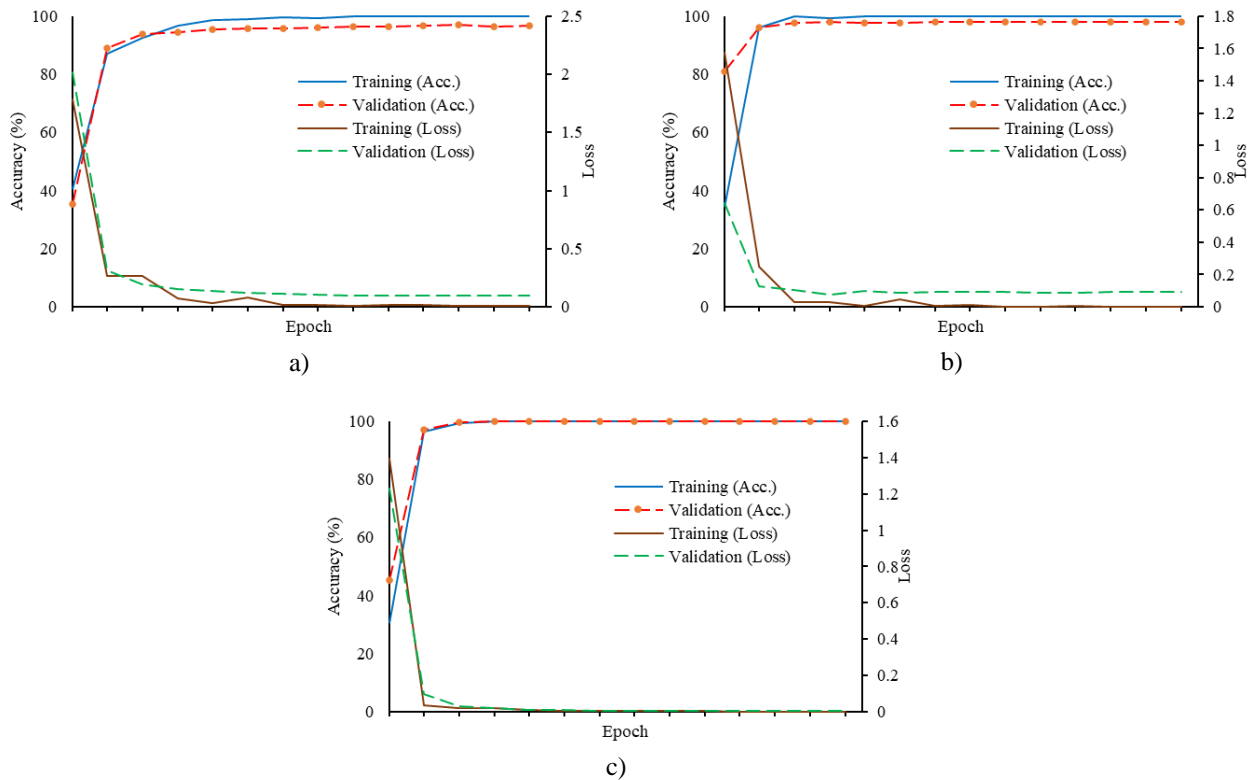 100
80
60
40
20
0
Accuracy (%)
2.5
2
1.5
1
0.5
0
Loss
Training (Acc.)
Validation (Acc.)
Training (Loss)
Validation (Loss)
Epoch
a)
100
80
60
40
20
0
Accuracy (%)
1.8
1.6
1.4
1.2
1
0.8
0.6
0.4
0.2
0
Loss
Training (Acc.)
Validation (Acc.)
Training (Loss)
Validation (Loss)
Epoch
b)
100
80
60
40
20
0
Accuracy (%)
1.6
1.4
1.2
1
0.8
0.6
0.4
0.2
0
Loss
Training (Acc.)
Validation (Acc.)
Training (Loss)
Validation (Loss)
Epoch
c)